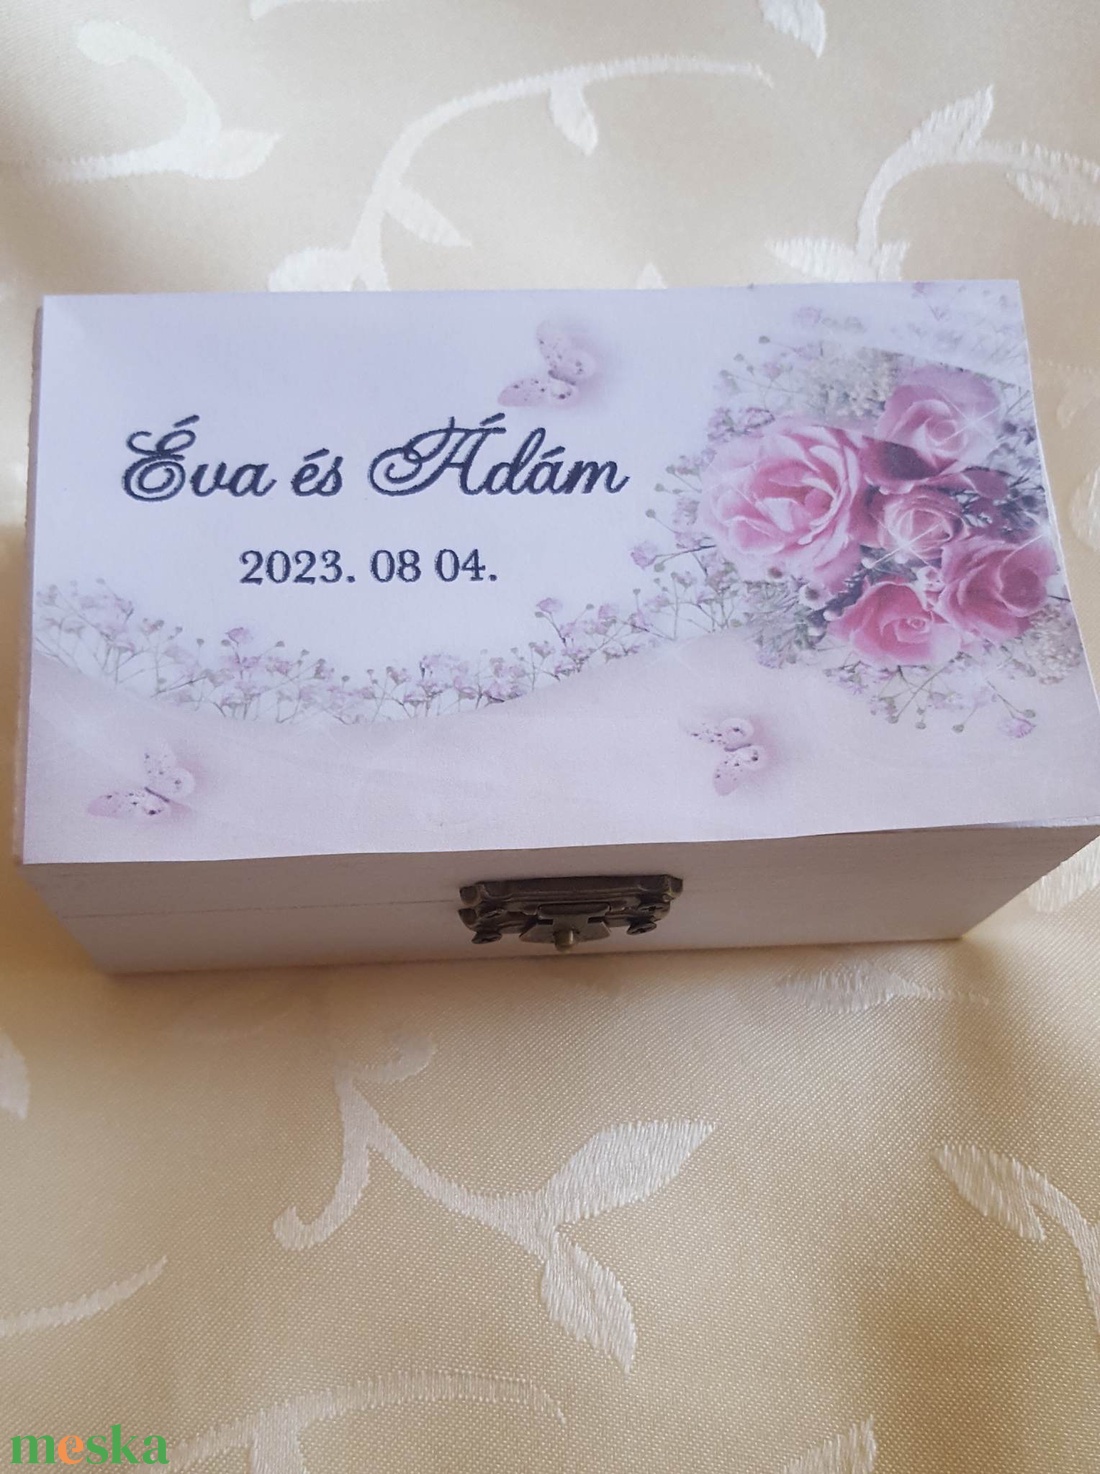 Éva és Ádám
2023. 08 04.
meska